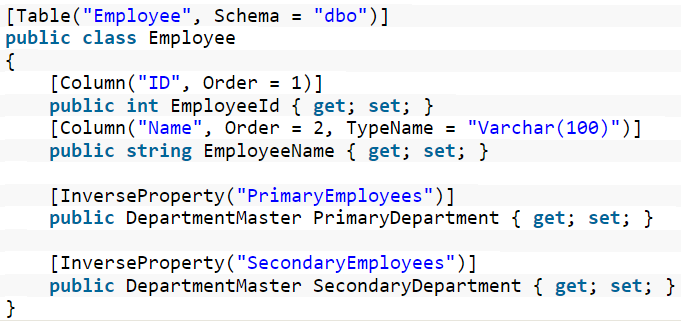 [Table("Employee", Schema = "dbo")]
public class Employee
{
    [Column("ID", Order = 1)]
    public int EmployeeId { get; set; }
    [Column("Name", Order = 2, TypeName = "Varchar(100)")]
    public string EmployeeName { get; set; }

    [InverseProperty("PrimaryEmployees")]
    public DepartmentMaster PrimaryDepartment { get; set; }

    [InverseProperty("SecondaryEmployees")]
    public DepartmentMaster SecondaryDepartment { get; set; }
}